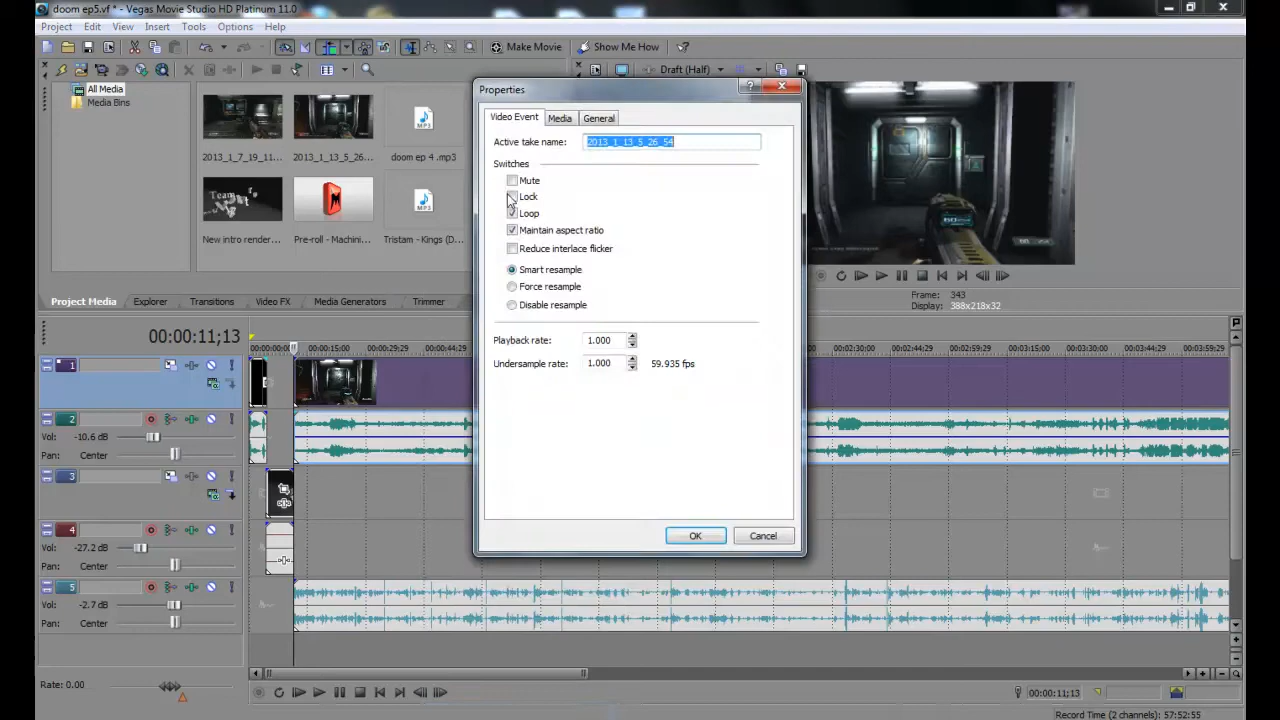 doom ep5.vf * - Vegas Movie Studio HD Platinum 11.0
Project Edit View Insert Tools Options Help
Make Movie Show Me How Draft (Half)
All Media
Media Bins
2013_1_7_19_11... 2013_1_13_5_26... doom ep 4 .mp3
New intro render... Pre-roll - Machini... Tristam - Kings (D...
Project Media Explorer Transitions Video FX Media Generators Trimmer
Properties
Video Event Media General
Active take name: 2013_1_13_5_26_54
Switches
Mute
Lock
Loop
Maintain aspect ratio
Reduce interlace flicker
Smart resample
Force resample
Disable resample
Playback rate: 1.000
Undersample rate: 1.000 59.935 fps
OK Cancel
Frame: 343
Display: 388x218x32
00:00:11;13
00:00:00;00 00:00:15:00 00:00:29:29 00:00:44:29 00:02:30:00 00:02:44:29 00:02:59:29 00:03:15:00 00:03:30:00 00:03:44:29 00:03:59:29
1
2
Vol: -10.6 dB
Pan: Center
3
4
Vol: -27.2 dB
Pan: Center
5
Vol: -2.7 dB
Pan: Center
Rate: 0.00
00:00:11;13
Record Time (2 channels): 57:52:55